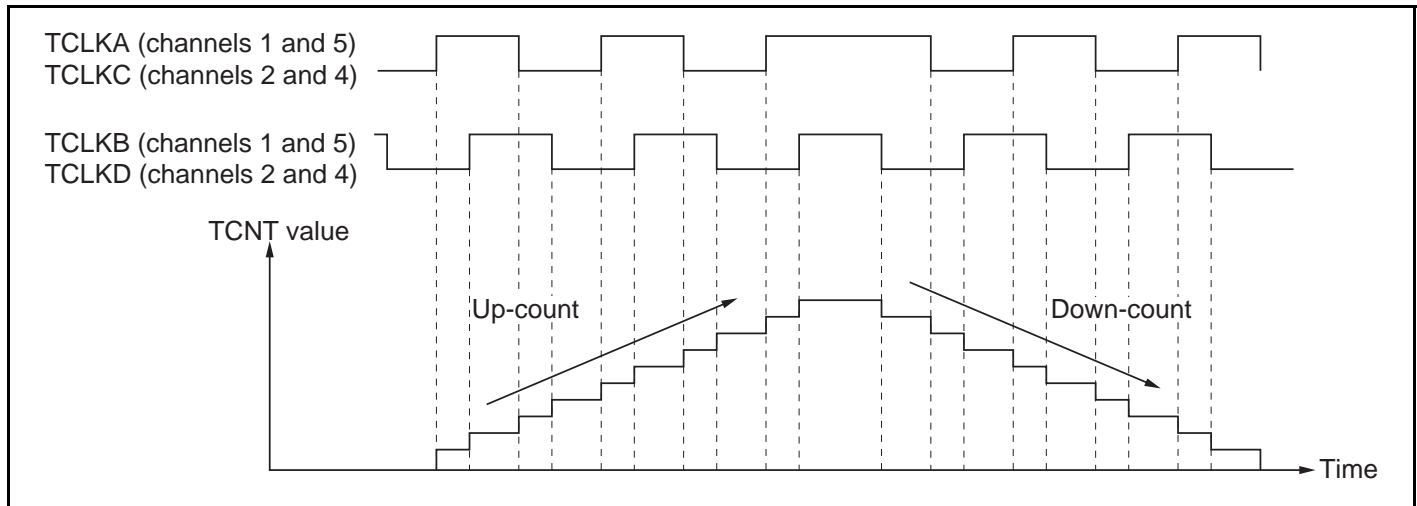 TCLKA (channels 1 and 5)
TCLKC (channels 2 and 4)
TCLKB (channels 1 and 5)
TCLKD (channels 2 and 4)
TCNT value
Up-count
Down-count
Time